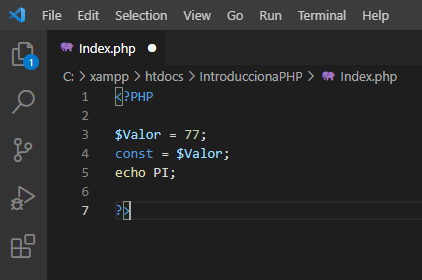 File Edit Selection View Go Run Terminal Help
Index.php
1
C: > xampp > htdocs > IntroduccionaPHP > Index.php
1 <?PHP
2
3 $Valor = 77;
4 const = $Valor;
5 echo PI;
6
7 ?>